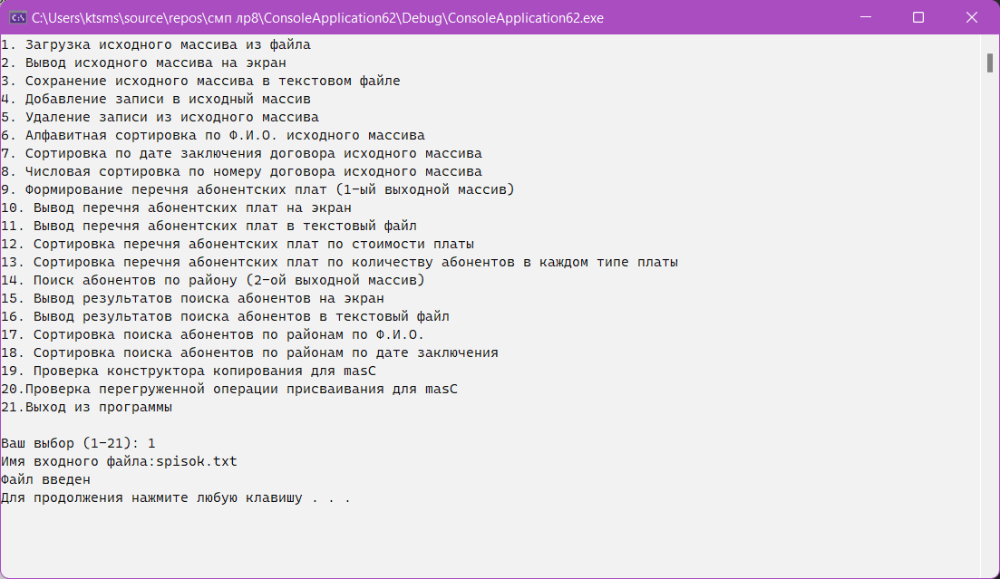 C:\Users\ktsms\source\repos\смп лр8\ConsoleApplication62\Debug\ConsoleApplication62.exe
1. Загрузка исходного массива из файла
2. Вывод исходного массива на экран
3. Сохранение исходного массива в текстовом файле
4. Добавление записи в исходный массив
5. Удаление записи из исходного массива
6. Алфавитная сортировка по Ф.И.О. исходного массива
7. Сортировка по дате заключения договора исходного массива
8. Числовая сортировка по номеру договора исходного массива
9. Формирование перечня абонентских плат (1-ый выходной массив)
10. Вывод перечня абонентских плат на экран
11. Вывод перечня абонентских плат в текстовый файл
12. Сортировка перечня абонентских плат по стоимости платы
13. Сортировка перечня абонентских плат по количеству абонентов в каждом типе платы
14. Поиск абонентов по району (2-ой выходной массив)
15. Вывод результатов поиска абонентов на экран
16. Вывод результатов поиска абонентов в текстовый файл
17. Сортировка поиска абонентов по районам по Ф.И.О.
18. Сортировка поиска абонентов по районам по дате заключения
19. Проверка конструктора копирования для masC
20.Проверка перегруженной операции присваивания для masC
21.Выход из программы
Ваш выбор (1-21): 1
Имя входного файла:spisok.txt
Файл введен
Для продолжения нажмите любую клавишу . . .